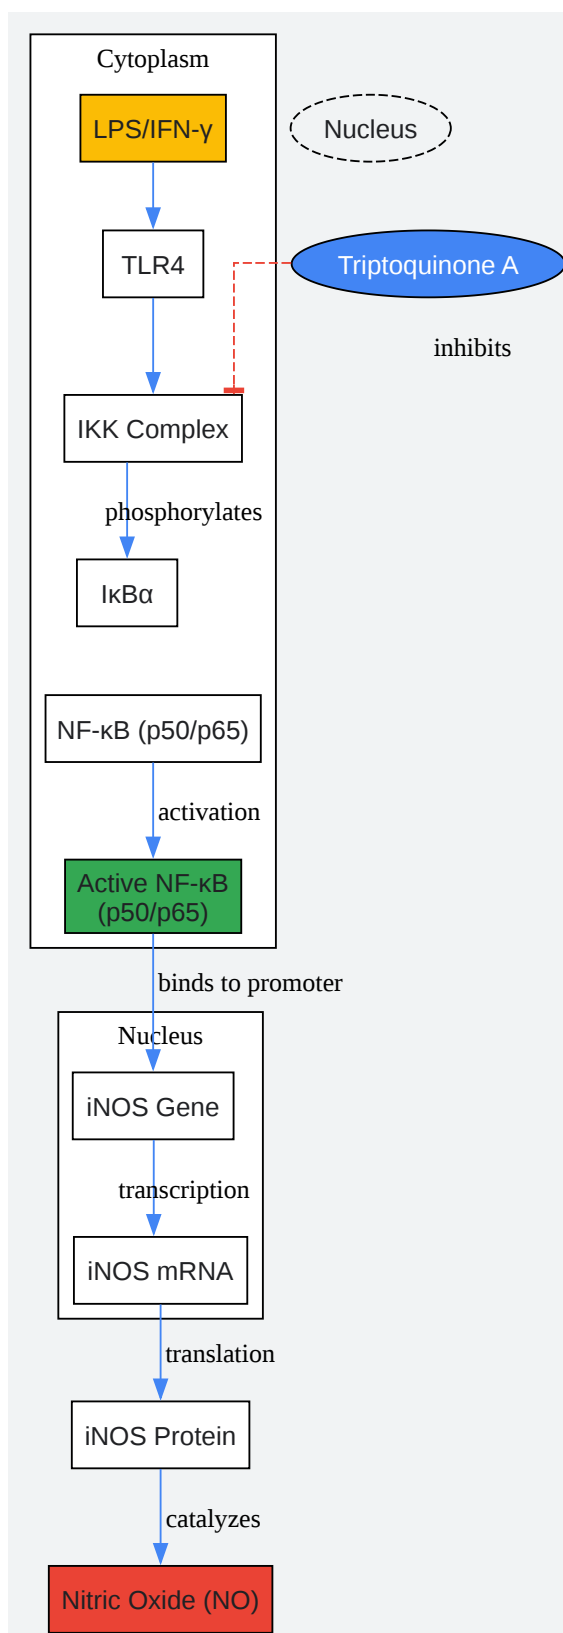 Cytoplasm
LPS/IFN-γ
Nucleus
TLR4
Triptoquinone A
inhibits
IKK Complex
phosphorylates
IκBα
NF-κB (p50/p65)
activation
Active NF-κB
(p50/p65)
binds to promoter
Nucleus
iNOS Gene
transcription
iNOS mRNA
translation
iNOS Protein
catalyzes
Nitric Oxide (NO)